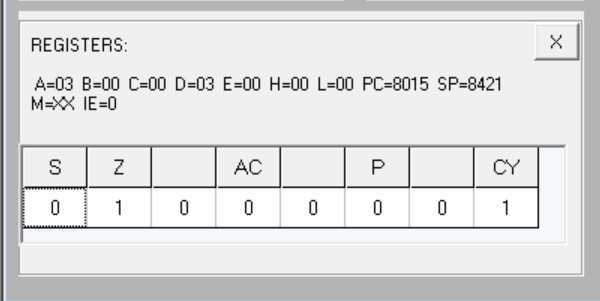 REGISTERS:
X
A=03 B=00 C=00 D=03 E=00 H=00 L=00 PC=8015 SP=8421
M=XX IE=0
S Z AC P CY
0 1 0 0 0 0 0 1